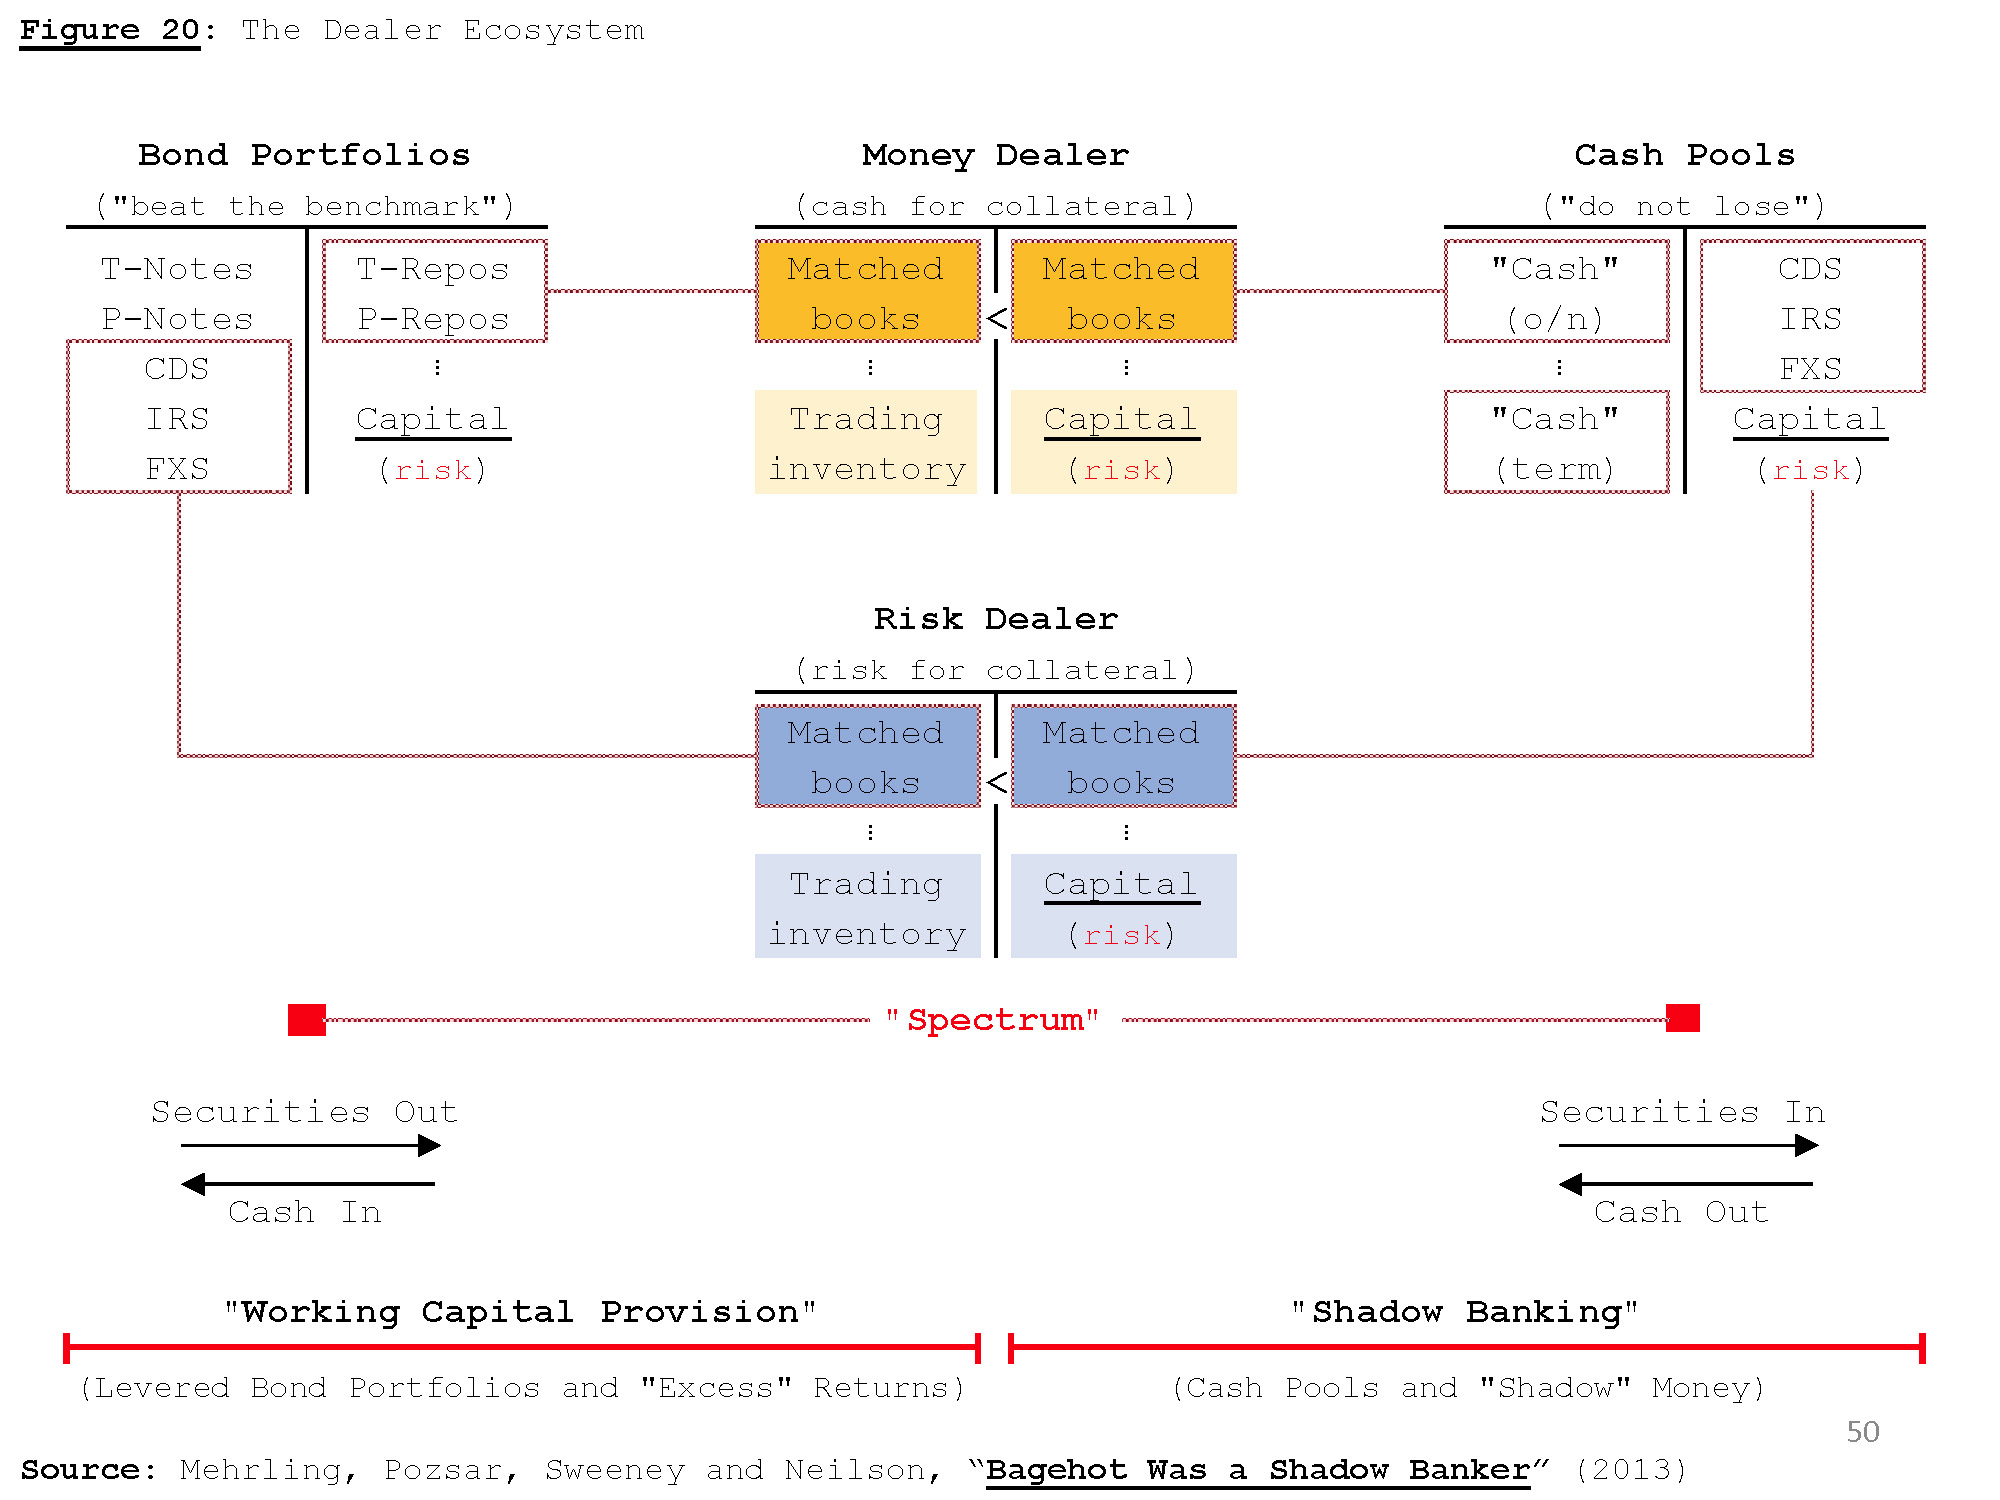 Figure 20: The Dealer Ecosystem
Bond Portfolios
("beat the benchmark")
T-Notes
P-Notes
CDS
IRS
FXS
T-Repos
P-Repos
⋮
Capital
(risk)
Money Dealer
(cash for collateral)
Matched
books
⋮
Trading
inventory
<
Matched
books
⋮
Capital
(risk)
Cash Pools
("do not lose")
"Cash"
(o/n)
⋮
"Cash"
(term)
CDS
IRS
FXS
Capital
(risk)
Risk Dealer
(risk for collateral)
Matched
books
⋮
Trading
inventory
<
Matched
books
⋮
Capital
(risk)
"Spectrum"
Securities Out
Cash In
Securities In
Cash Out
"Working Capital Provision"
(Levered Bond Portfolios and "Excess" Returns)
"Shadow Banking"
(Cash Pools and "Shadow" Money)
50
Source: Mehrling, Pozsar, Sweeney and Neilson, “Bagehot Was a Shadow Banker” (2013)